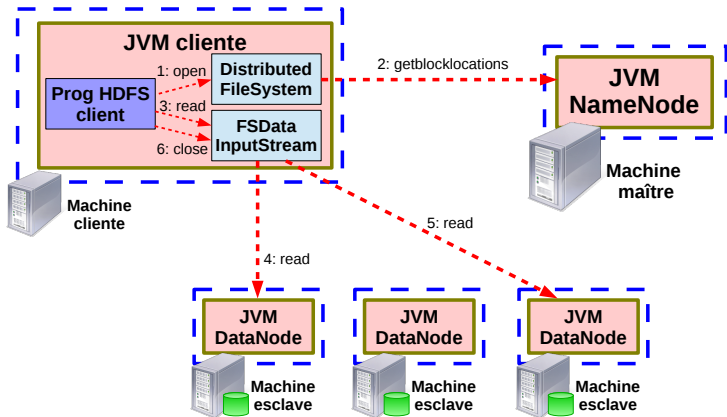 JVM cliente
1: open
Distributed
FileSystem
2: getblocklocations
JVM
NameNode
Prog HDFS
client
3: read
FSData
InputStream
6: close
Machine
cliente
Machine
maître
4: read
5: read
JVM
DataNode
JVM
DataNode
JVM
DataNode
Machine
esclave
Machine
esclave
Machine
esclave